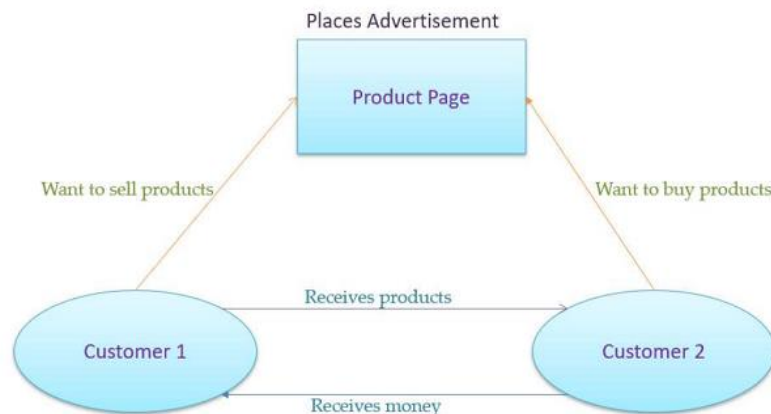 Places Advertisement
Product Page
Want to sell products
Want to buy products
Receives products
Customer 1
Customer 2
Receives money